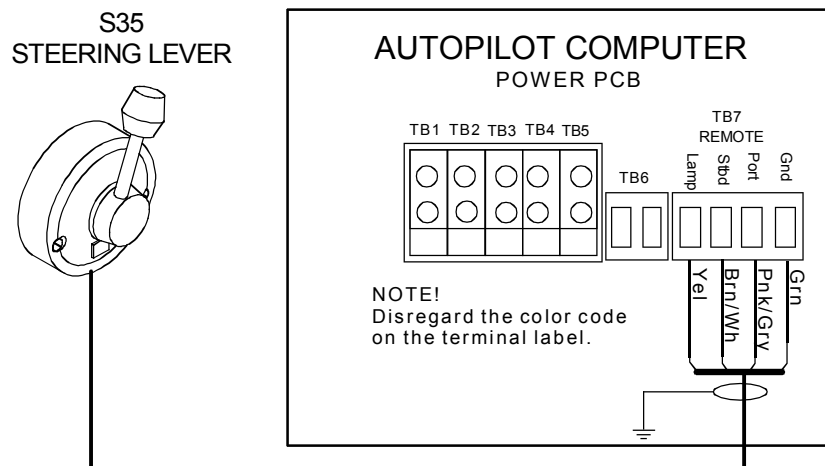 S35
STEERING LEVER
AUTOPILOT COMPUTER
POWER PCB
TB1 TB2 TB3 TB4 TB5
TB6
TB7
REMOTE
Lamp
Stbd
Port
Gnd
Yel
Brn/Wh
Pnk/Gry
Grn
NOTE!
Disregard the color code
on the terminal label.